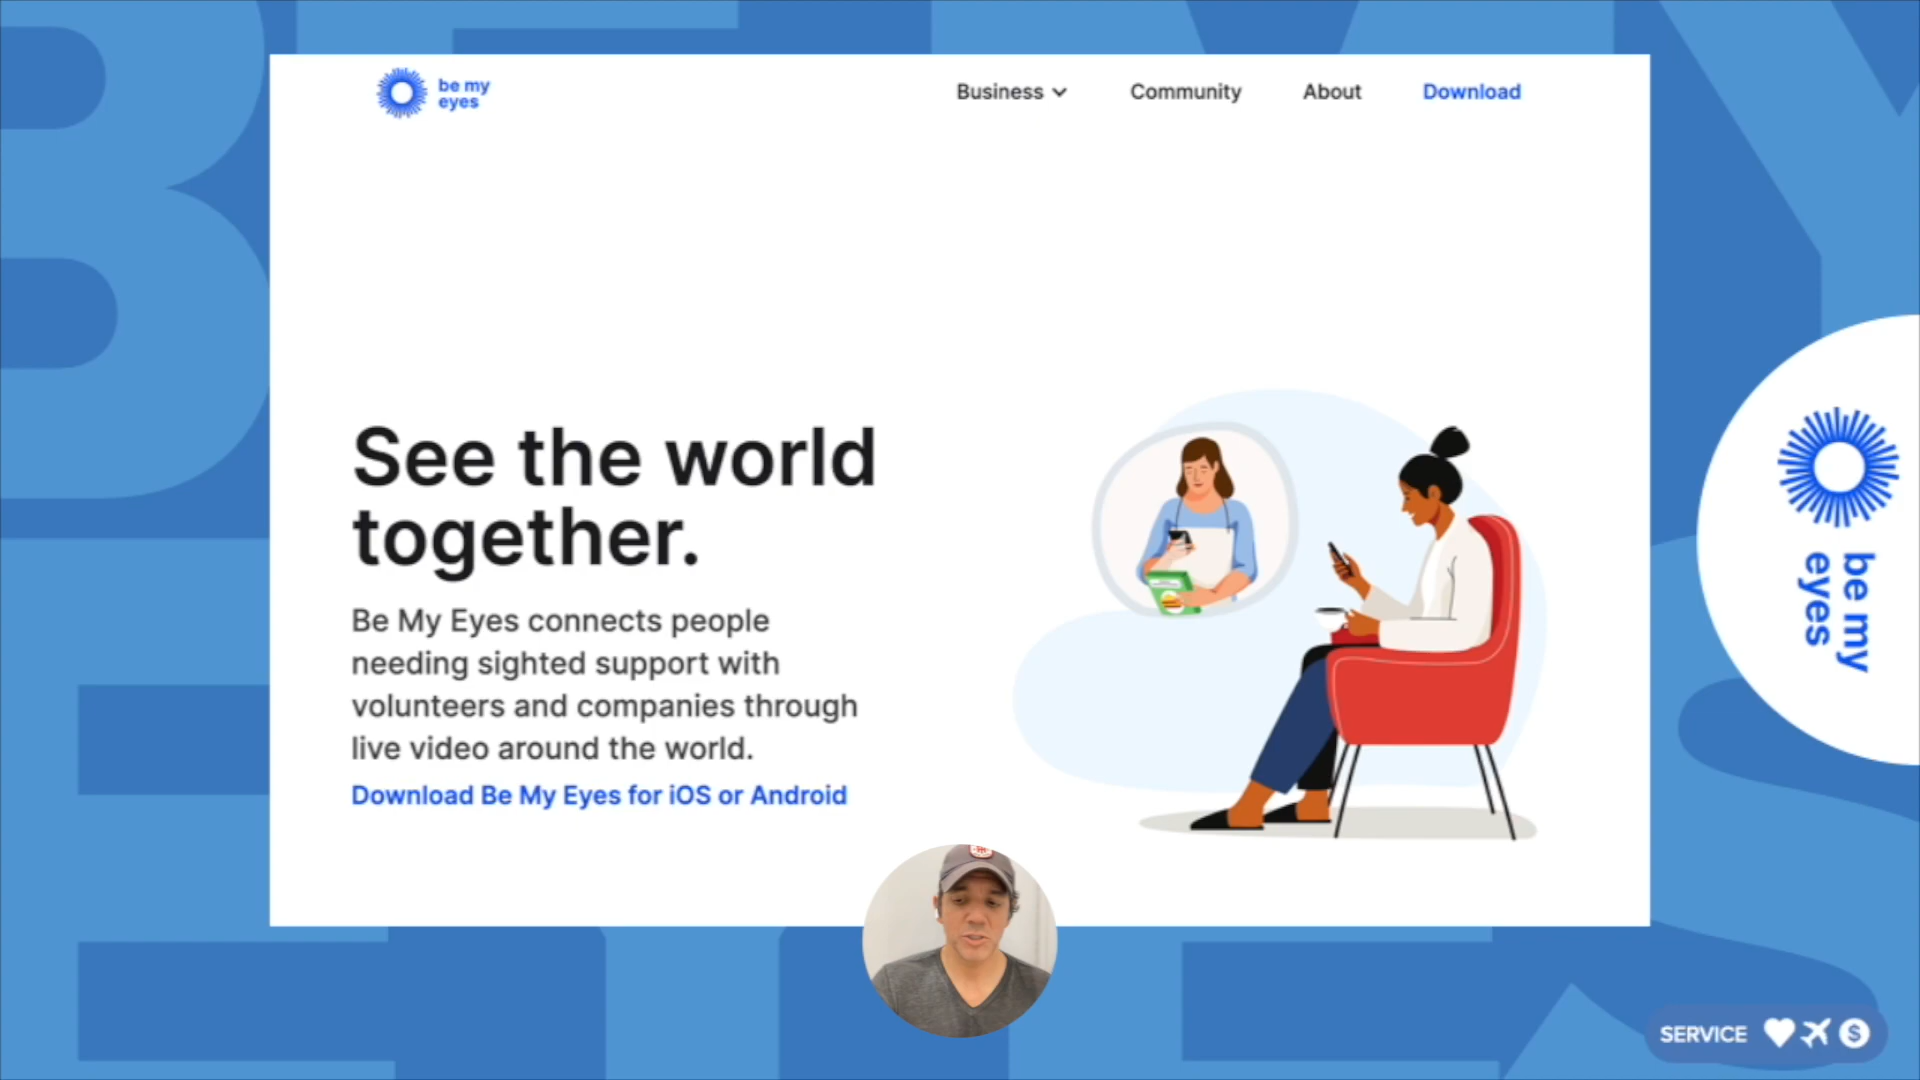 be my
eyes
Business
Community
About
Download
See the world
together.
Be My Eyes connects people
needing sighted support with
volunteers and companies through
live video around the world.
Download Be My Eyes for iOS or Android
be my
eyes
SERVICE